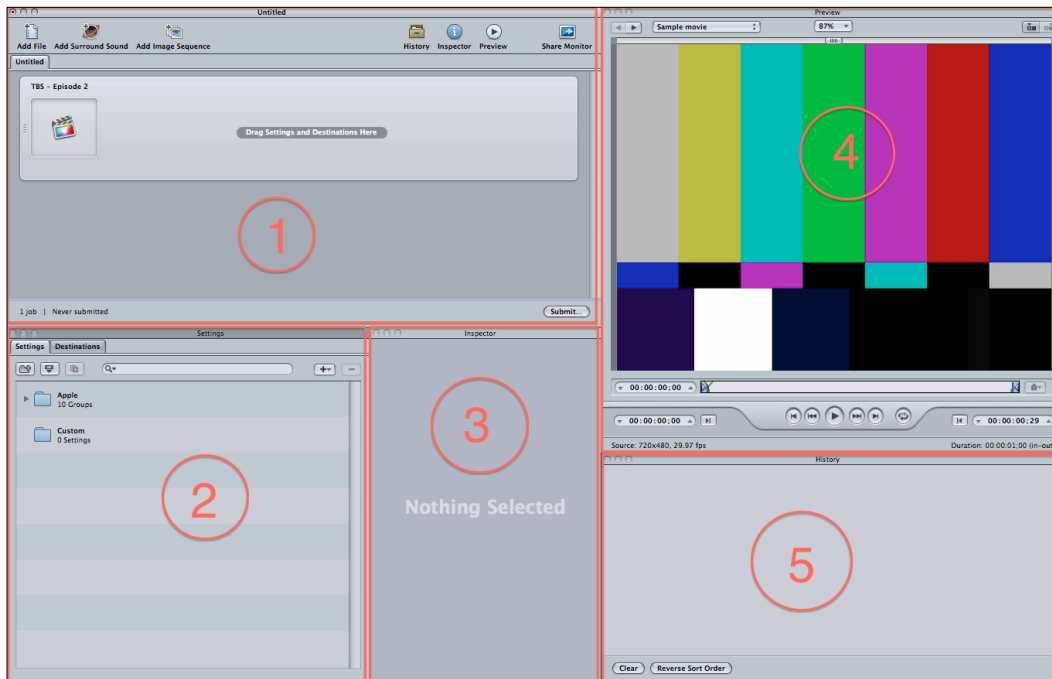 Untitled
Add File Add Surround Sound Add Image Sequence
History Inspector Preview
Share Monitor
Untitled
TBS - Episode 2
Drag Settings and Destinations Here
1
1 job | Never submitted
Submit...
Settings
Settings Destinations
Apple
10 Groups
Custom
0 Settings
2
Inspector
3
Nothing Selected
Preview
Sample movie
87%
4
00:00:00;00
00:00:00;00
00:00:00;29
Source: 720x480, 29.97 fps
Duration: 00:00:01;00 (in-out
History
5
Clear
Reverse Sort Order